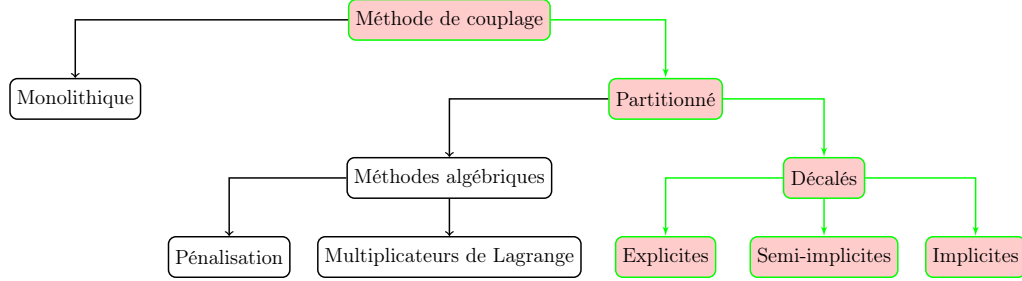 Méthode de couplage
Monolithique
Partitionné
Méthodes algébriques
Décalés
Pénalisation
Multiplicateurs de Lagrange
Explicites
Semi-implicites
Implicites